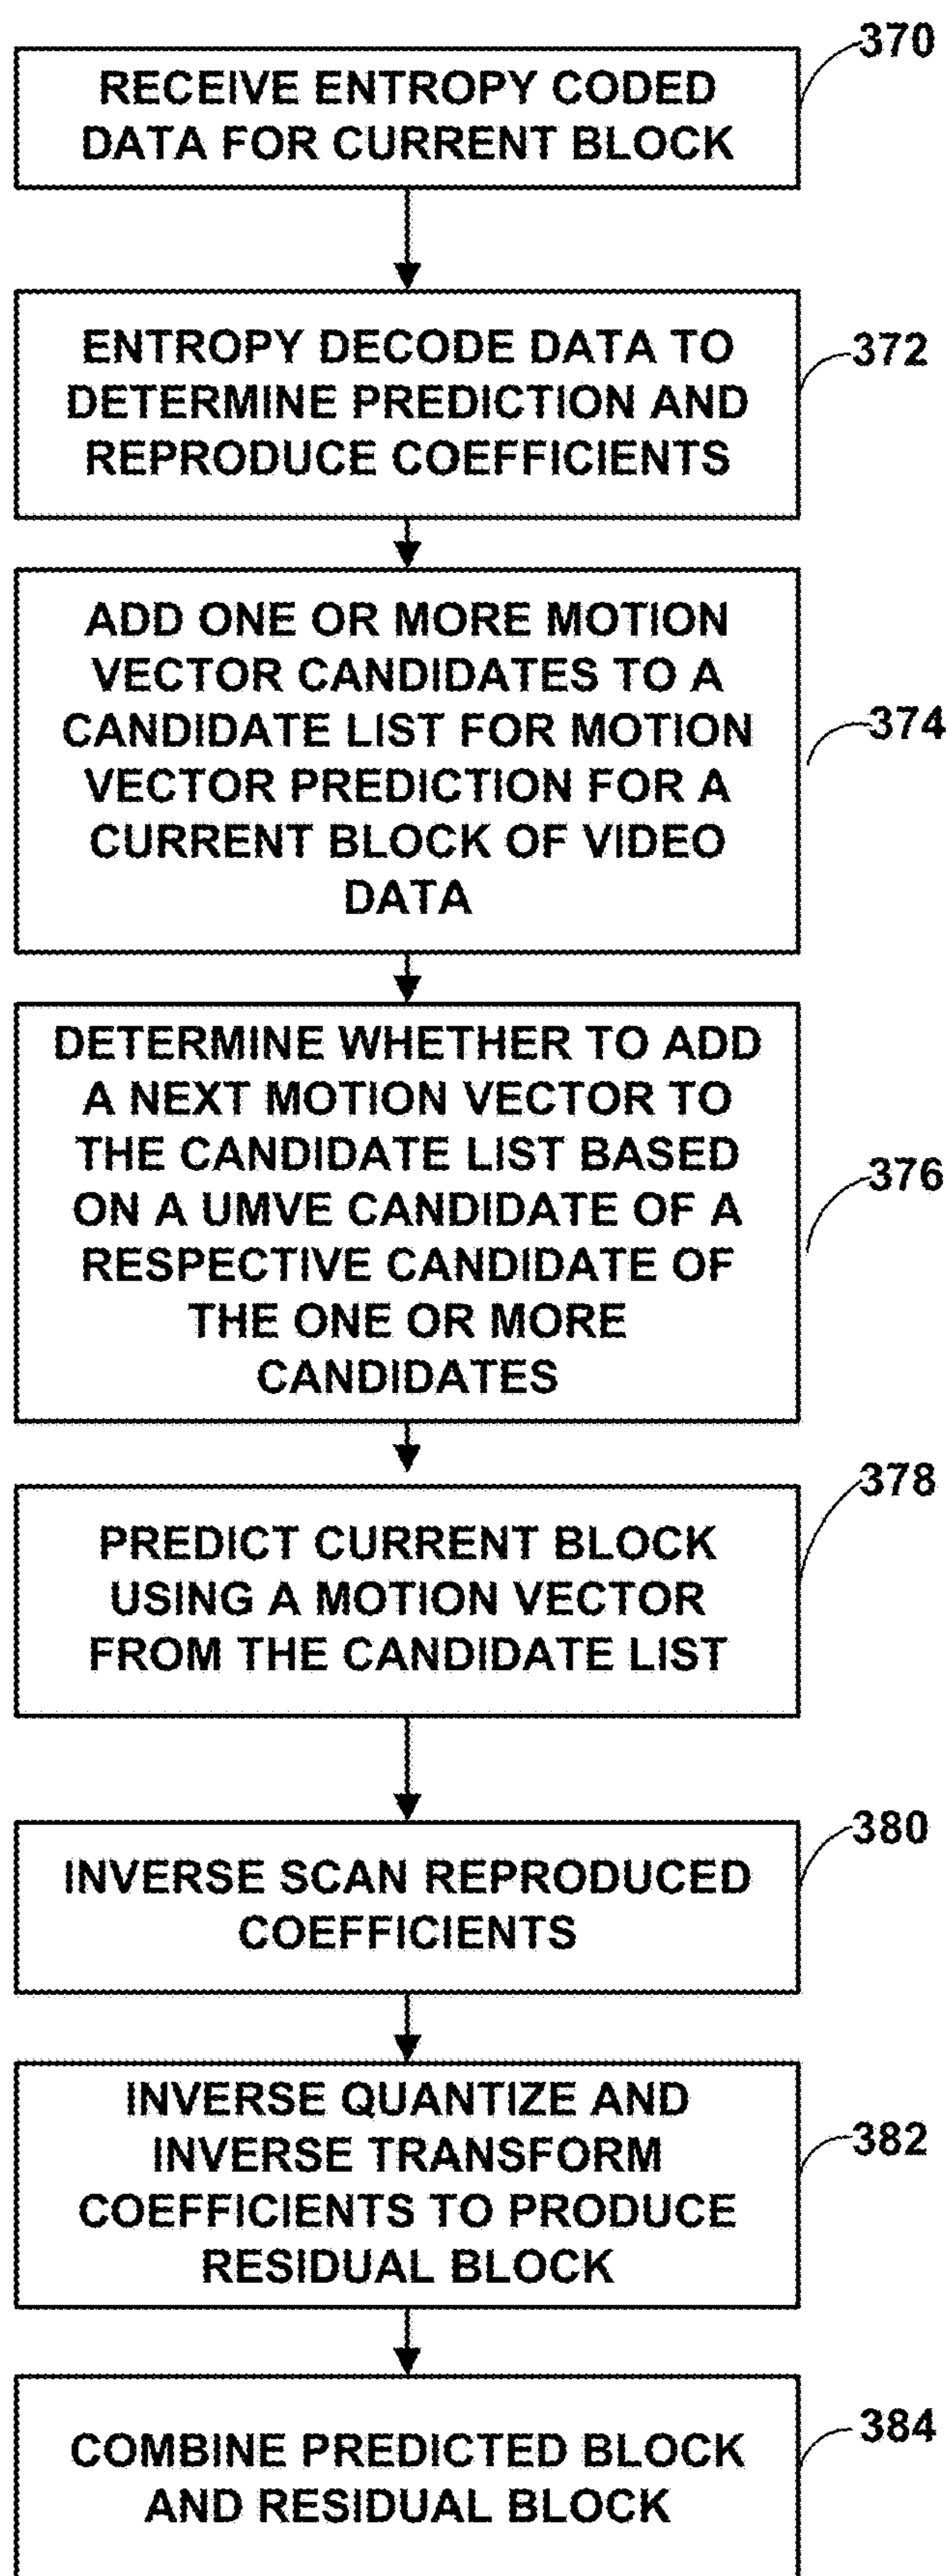 370
RECEIVE ENTROPY CODED
DATA FOR CURRENT BLOCK
372
ENTROPY DECODE DATA TO
DETERMINE PREDICTION AND
REPRODUCE COEFFICIENTS
374
ADD ONE OR MORE MOTION
VECTOR CANDIDATES TO A
CANDIDATE LIST FOR MOTION
VECTOR PREDICTION FOR A
CURRENT BLOCK OF VIDEO
DATA
376
DETERMINE WHETHER TO ADD
A NEXT MOTION VECTOR TO
THE CANDIDATE LIST BASED
ON A UMVE CANDIDATE OF A
RESPECTIVE CANDIDATE OF
THE ONE OR MORE
CANDIDATES
378
PREDICT CURRENT BLOCK
USING A MOTION VECTOR
FROM THE CANDIDATE LIST
380
INVERSE SCAN REPRODUCED
COEFFICIENTS
382
INVERSE QUANTIZE AND
INVERSE TRANSFORM
COEFFICIENTS TO PRODUCE
RESIDUAL BLOCK
384
COMBINE PREDICTED BLOCK
AND RESIDUAL BLOCK